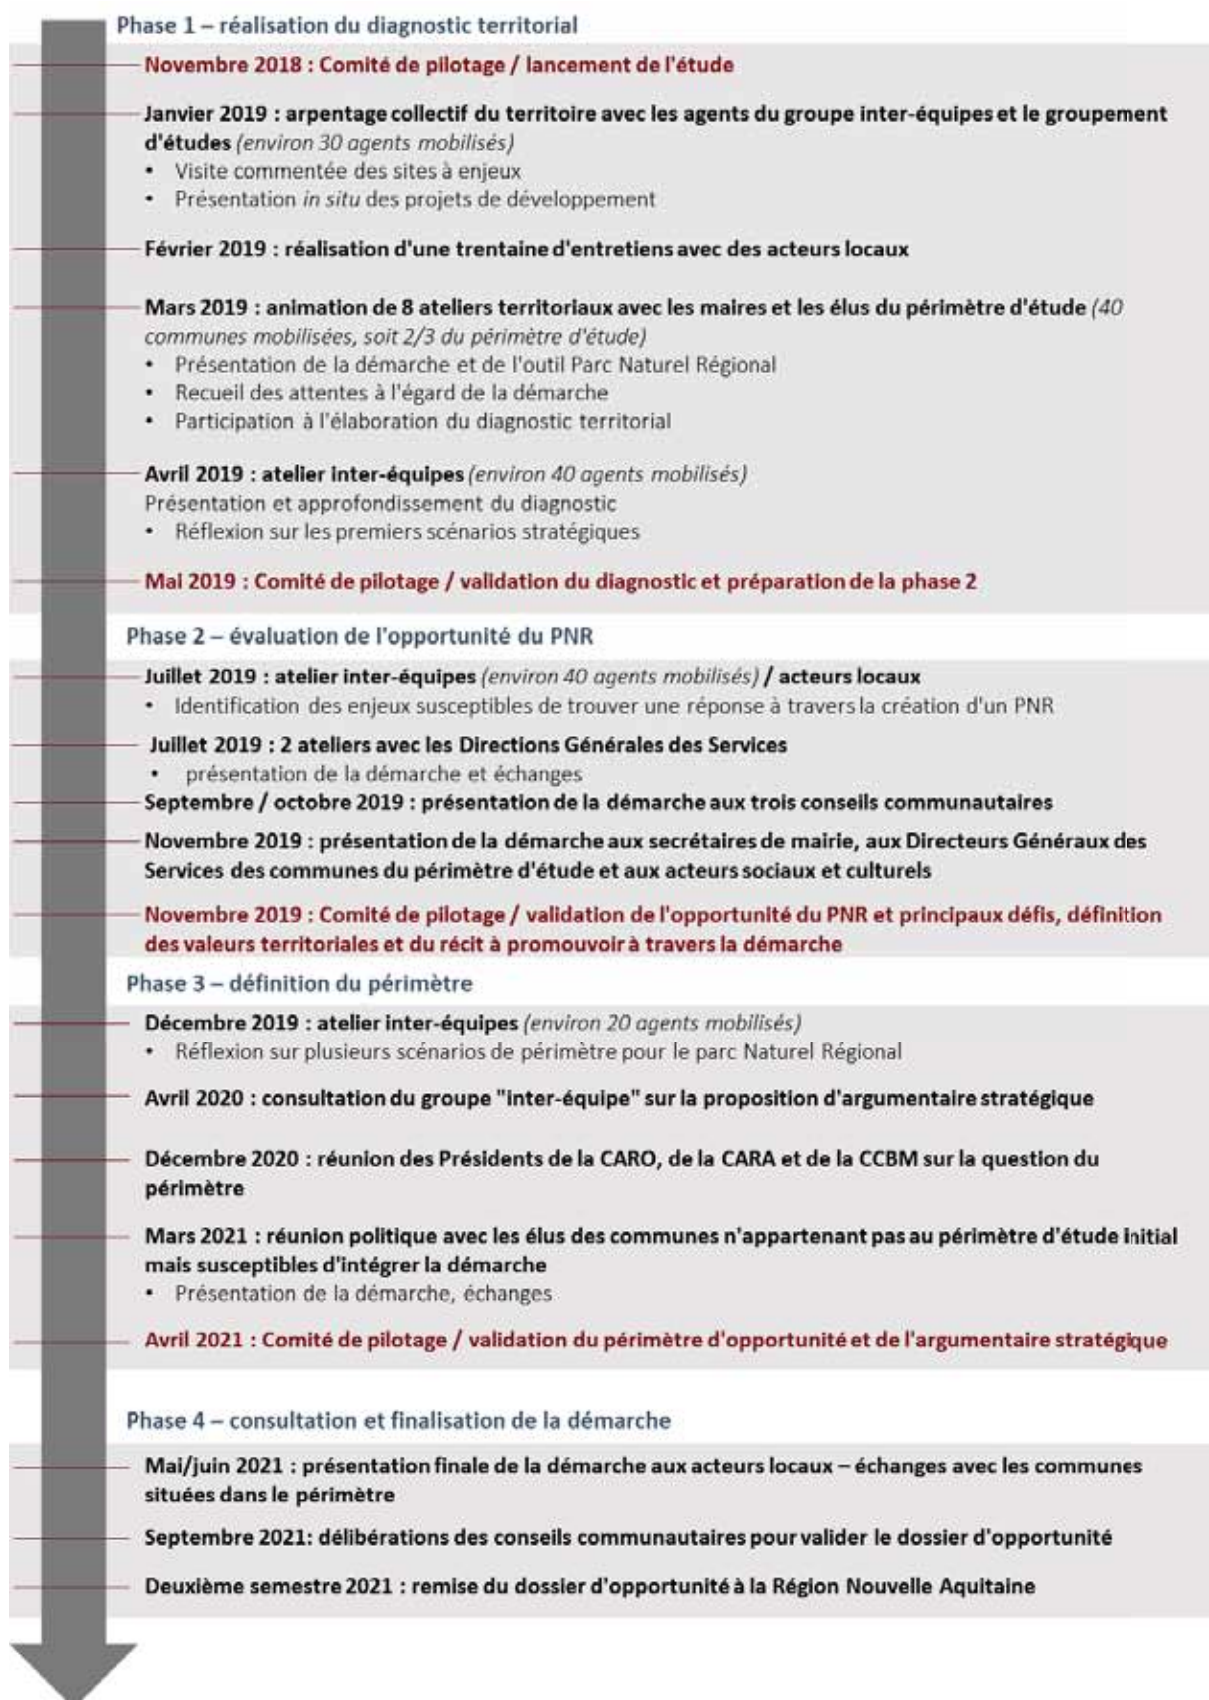 Phase 1 – réalisation du diagnostic territorial
Novembre 2018 : Comité de pilotage / lancement de l'étude
Janvier 2019 : arpentage collectif du territoire avec les agents du groupe inter-équipes et le groupement
d'études (environ 30 agents mobilisés)
• Visite commentée des sites à enjeux
• Présentation in situ des projets de développement
Février 2019 : réalisation d'une trentaine d'entretiens avec des acteurs locaux
Mars 2019 : animation de 8 ateliers territoriaux avec les maires et les élus du périmètre d'étude (40
communes mobilisées, soit 2/3 du périmètre d'étude)
• Présentation de la démarche et de l'outil Parc Naturel Régional
• Recueil des attentes à l'égard de la démarche
• Participation à l'élaboration du diagnostic territorial
Avril 2019 : atelier inter-équipes (environ 40 agents mobilisés)
Présentation et approfondissement du diagnostic
• Réflexion sur les premiers scénarios stratégiques
Mai 2019 : Comité de pilotage / validation du diagnostic et préparation de la phase 2
Phase 2 – évaluation de l'opportunité du PNR
Juillet 2019 : atelier inter-équipes (environ 40 agents mobilisés) / acteurs locaux
• Identification des enjeux susceptibles de trouver une réponse à travers la création d'un PNR
Juillet 2019 : 2 ateliers avec les Directions Générales des Services
• présentation de la démarche et échanges
Septembre / octobre 2019 : présentation de la démarche aux trois conseils communautaires
Novembre 2019 : présentation de la démarche aux secrétaires de mairie, aux Directeurs Généraux des
Services des communes du périmètre d'étude et aux acteurs sociaux et culturels
Novembre 2019 : Comité de pilotage / validation de l'opportunité du PNR et principaux défis, définition
des valeurs territoriales et du récit à promouvoir à travers la démarche
Phase 3 – définition du périmètre
Décembre 2019 : atelier inter-équipes (environ 20 agents mobilisés)
• Réflexion sur plusieurs scénarios de périmètre pour le parc Naturel Régional
Avril 2020 : consultation du groupe "inter-équipe" sur la proposition d'argumentaire stratégique
Décembre 2020 : réunion des Présidents de la CARO, de la CARA et de la CCBM sur la question du
périmètre
Mars 2021 : réunion politique avec les élus des communes n'appartenant pas au périmètre d'étude initial
mais susceptibles d'intégrer la démarche
• Présentation de la démarche, échanges
Avril 2021 : Comité de pilotage / validation du périmètre d'opportunité et de l'argumentaire stratégique
Phase 4 – consultation et finalisation de la démarche
Mai/juin 2021 : présentation finale de la démarche aux acteurs locaux – échanges avec les communes
situées dans le périmètre
Septembre 2021: délibérations des conseils communautaires pour valider le dossier d'opportunité
Deuxième semestre 2021 : remise du dossier d'opportunité à la Région Nouvelle Aquitaine